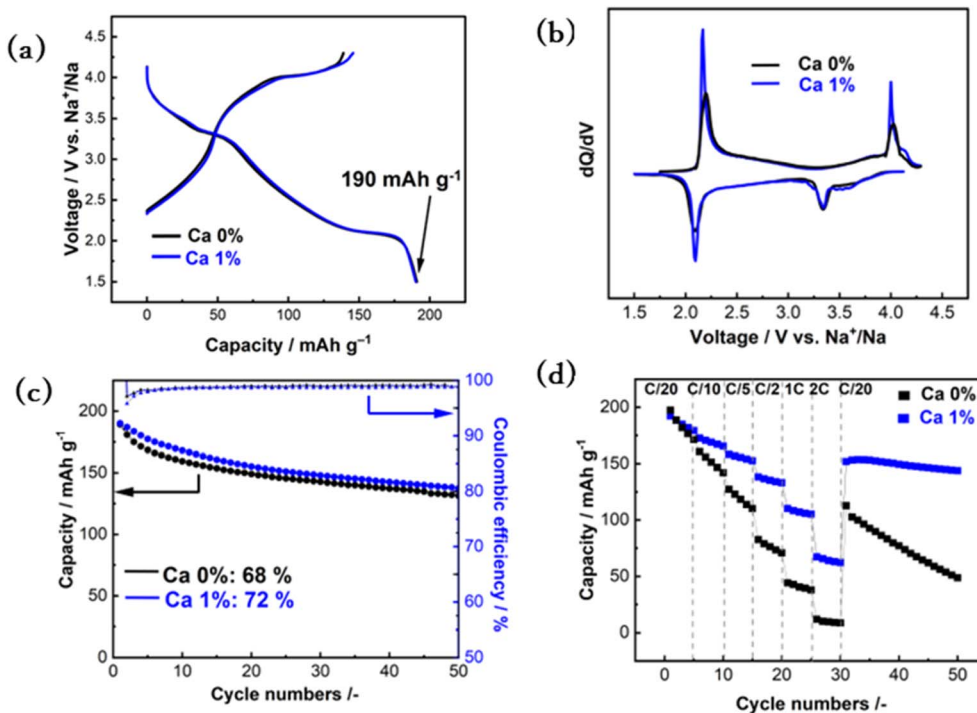 (a)
Voltage / V vs. Na⁺/Na
4.5
4.0
3.5
3.0
2.5
2.0
1.5
190 mAh g⁻¹
Ca 0%
Ca 1%
0 50 100 150 200
Capacity / mAh g⁻¹
(b)
dQ/dV
Ca 0%
Ca 1%
1.5 2.0 2.5 3.0 3.5 4.0 4.5
Voltage / V vs. Na⁺/Na
(c)
Capacity / mAh g⁻¹
200
150
100
50
0
Ca 0%: 68 %
Ca 1%: 72 %
100
90
80
70
60
50
Coulombic efficiency / %
0 10 20 30 40 50
Cycle numbers /-
(d)
Capacity / mAh g⁻¹
200
150
100
50
0
C/20 C/10 C/5 C/2 1C 2C C/20
Ca 0%
Ca 1%
0 10 20 30 40 50
Cycle numbers /-